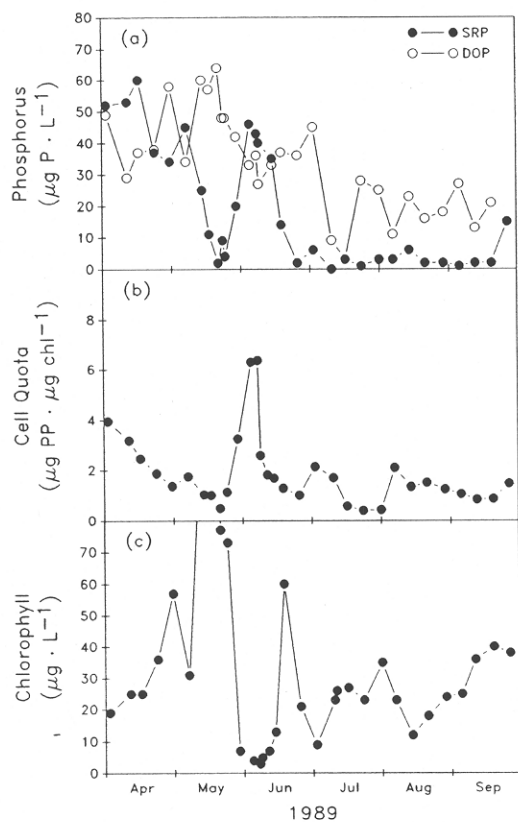 (a)
SRP
DOP
80
70
60
50
40
30
20
10
0
Phosphorus
(μg P · L⁻¹)
(b)
8
6
4
2
0
Cell Quota
(μg PP · μg chl⁻¹)
(c)
70
60
50
40
30
20
10
0
Chlorophyll
(μg · L⁻¹)
Apr May Jun Jul Aug Sep
1989